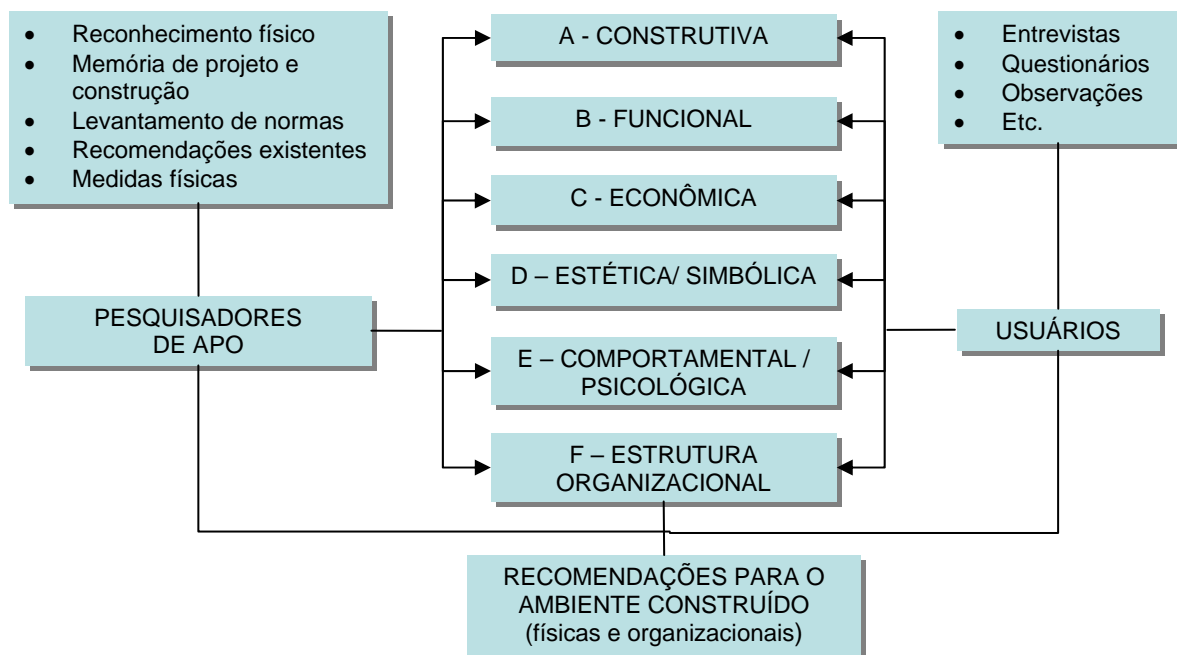 • Reconhecimento físico
• Memória de projeto e
construção
• Levantamento de normas
• Recomendações existentes
• Medidas físicas
A - CONSTRUTIVA
B - FUNCIONAL
C - ECONÔMICA
D – ESTÉTICA/ SIMBÓLICA
E – COMPORTAMENTAL /
PSICOLÓGICA
F – ESTRUTURA
ORGANIZACIONAL
• Entrevistas
• Questionários
• Observações
• Etc.
PESQUISADORES
DE APO
USUÁRIOS
RECOMENDAÇÕES PARA O
AMBIENTE CONSTRUÍDO
(físicas e organizacionais)